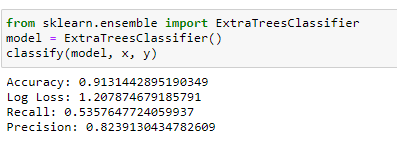 from sklearn.ensemble import ExtraTreesClassifier
model = ExtraTreesClassifier()
classify(model, x, y)
Accuracy: 0.9131442895190349
Log Loss: 1.207874679185791
Recall: 0.5357647724059937
Precision: 0.8239130434782609